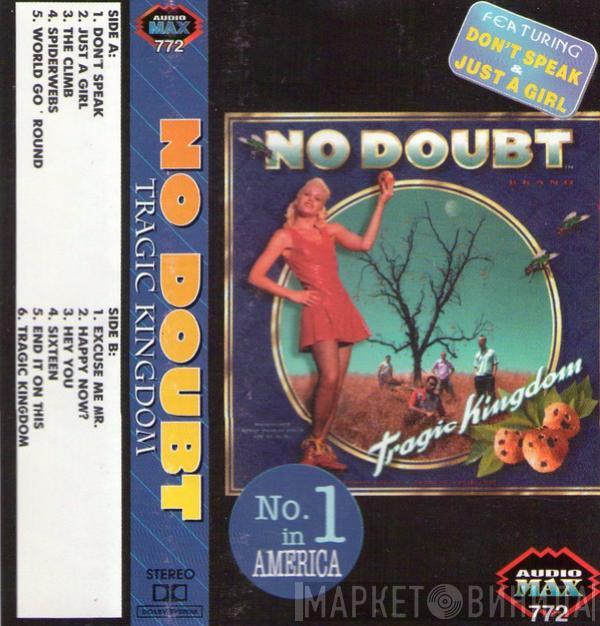 SIDE A:
1. DON'T SPEAK
2. JUST A GIRL
3. THE CLIMB
4. SPIDERWEBS
5. WORLD GO ' ROUND
SIDE B:
1. EXCUSE ME MR.
2. HAPPY NOW?
3. HEY YOU
4. SIXTEEN
5. END IT ON THIS
6. TRAGIC KINGDOM
AUDIO
MAX
772
NO DOUBT
TRAGIC KINGDOM
STEREO
DOLBY SYSTEM
FEATURING
DON'T SPEAK
&
JUST A GIRL
NO DOUBT
BRAND
Tragic Kingdom
No. 1
in
AMERICA
AUDIO
MAX
772
МАРКЕТ ВИНИЛА